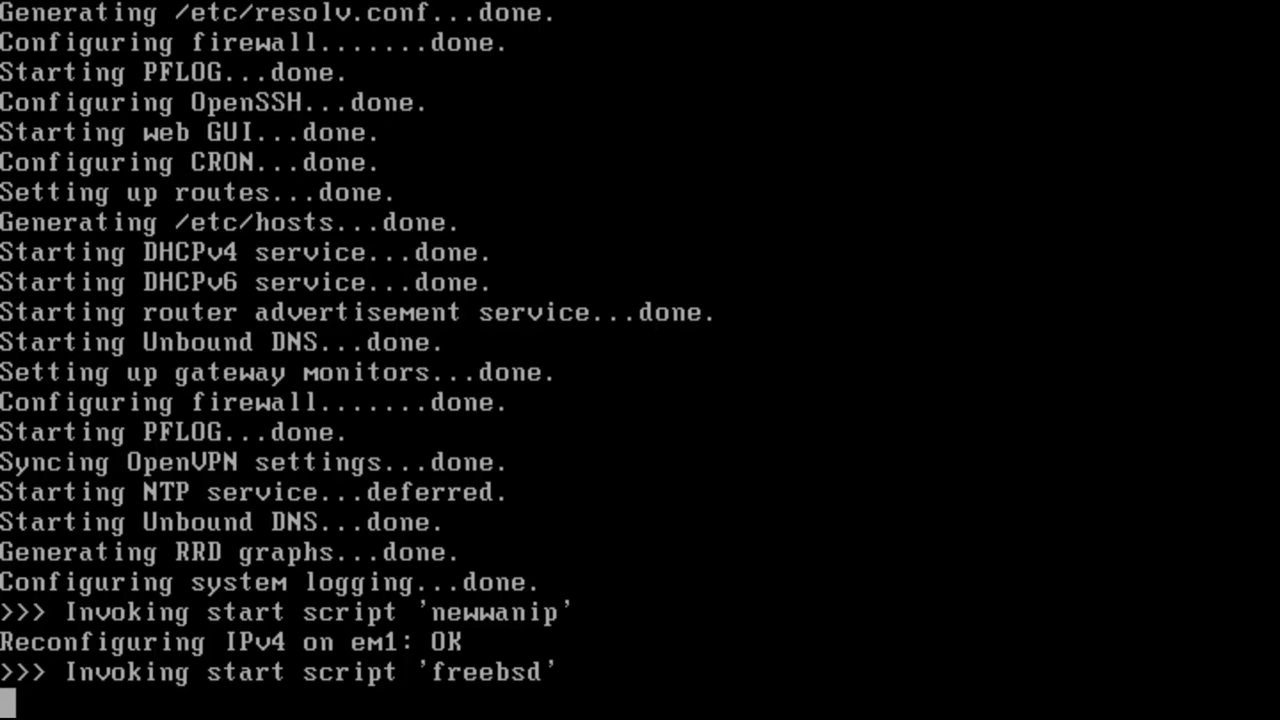 Generating /etc/resolv.conf...done.
Configuring firewall.......done.
Starting PFLOG...done.
Configuring OpenSSH...done.
Starting web GUI...done.
Configuring CRON...done.
Setting up routes...done.
Generating /etc/hosts...done.
Starting DHCPv4 service...done.
Starting DHCPv6 service...done.
Starting router advertisement service...done.
Starting Unbound DNS...done.
Setting up gateway monitors...done.
Configuring firewall.......done.
Starting PFLOG...done.
Syncing OpenVPN settings...done.
Starting NTP service...deferred.
Starting Unbound DNS...done.
Generating RRD graphs...done.
Configuring system logging...done.
>>> Invoking start script 'newwanip'
Reconfiguring IPv4 on em1: OK
>>> Invoking start script 'freebsd'